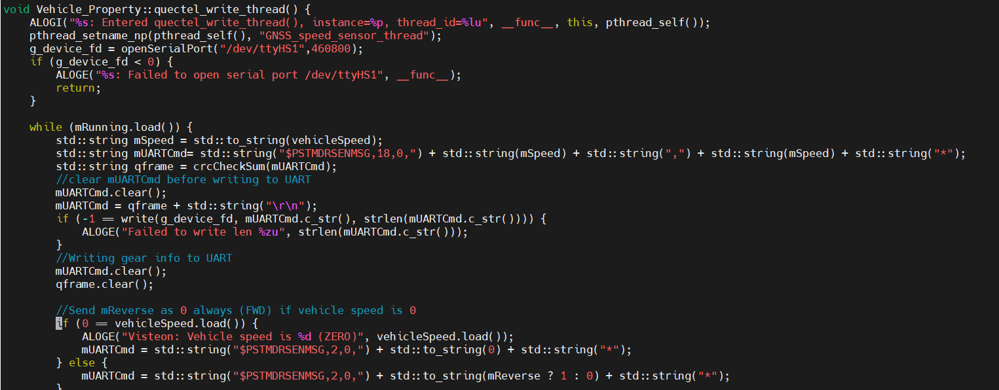 void Vehicle_Property::quectel_write_thread() {
    ALOGI("%s: Entered quectel_write_thread(), instance=%p, thread_id=%lu", __func__, this, pthread_self());
    pthread_setname_np(pthread_self(), "GNSS_speed_sensor_thread");
    g_device_fd = openSerialPort("/dev/ttyHS1",460800);
    if (g_device_fd < 0) {
        ALOGE("%s: Failed to open serial port /dev/ttyHS1", __func__);
        return;
    }

    while (mRunning.load()) {
        std::string mSpeed = std::to_string(vehicleSpeed);
        std::string mUARTCmd= std::string("$PSTMDRSENMSG,18,0,") + std::string(mSpeed) + std::string(",") + std::string(mSpeed) + std::string("*");
        std::string qframe = crcCheckSum(mUARTCmd);
        //clear mUARTCmd before writing to UART
        mUARTCmd.clear();
        mUARTCmd = qframe + std::string("\r\n");
        if (-1 == write(g_device_fd, mUARTCmd.c_str(), strlen(mUARTCmd.c_str()))) {
            ALOGE("Failed to write len %zu", strlen(mUARTCmd.c_str()));
        }
        //Writing gear info to UART
        mUARTCmd.clear();
        qframe.clear();

        //Send mReverse as 0 always (FWD) if vehicle speed is 0
        if (0 == vehicleSpeed.load()) {
            ALOGE("Visteon: Vehicle speed is %d (ZERO)", vehicleSpeed.load());
            mUARTCmd = std::string("$PSTMDRSENMSG,2,0,") + std::to_string(0) + std::string("*");
        } else {
            mUARTCmd = std::string("$PSTMDRSENMSG,2,0,") + std::to_string(mReverse ? 1 : 0) + std::string("*");
        }